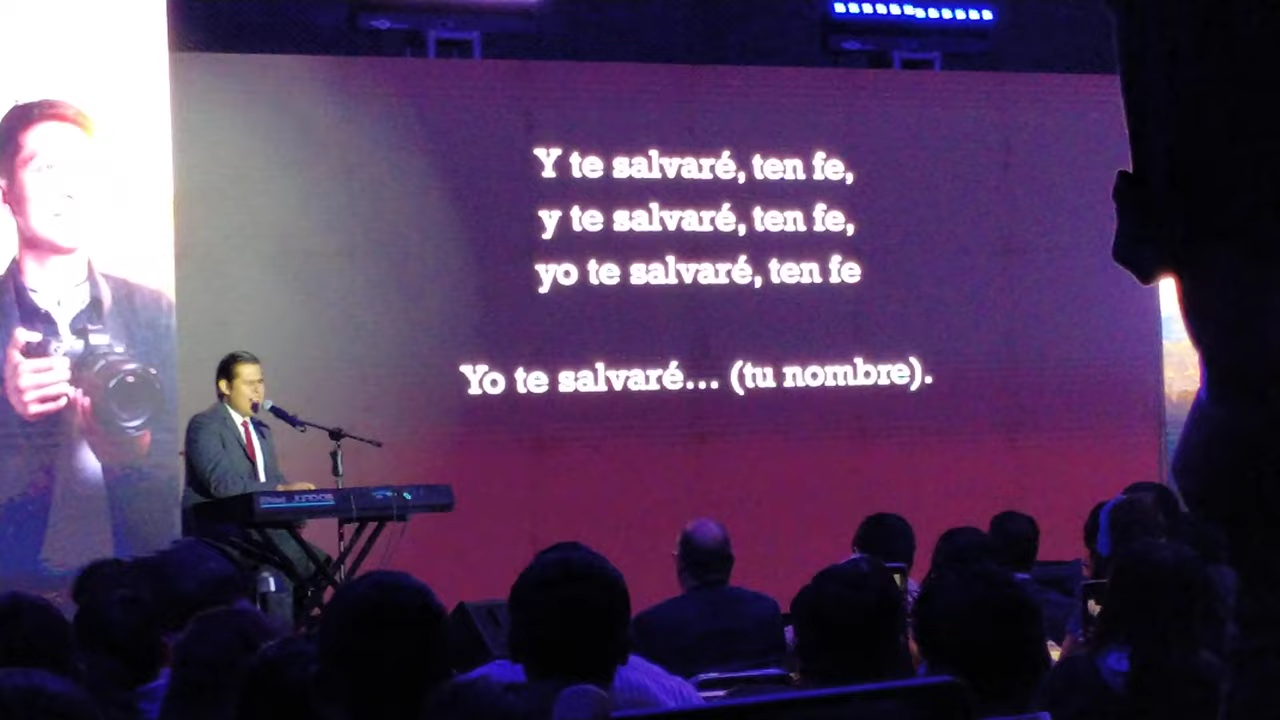 Y te salvaré, ten fe,
y te salvaré, ten fe,
yo te salvaré, ten fe
Yo te salvaré... (tu nombre).